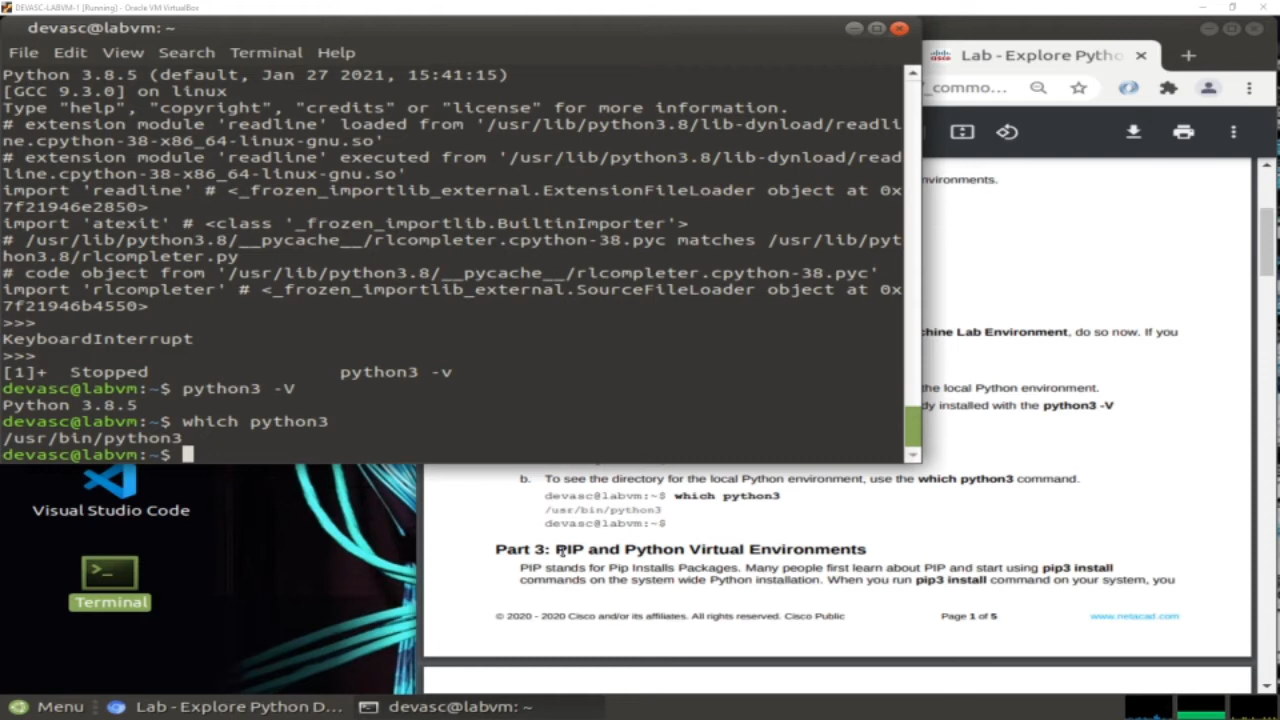 DEVASC-LABVM-1 [Running] - Oracle VM VirtualBox
devasc@labvm: ~
File Edit View Search Terminal Help
Python 3.8.5 (default, Jan 27 2021, 15:41:15)
[GCC 9.3.0] on linux
Type "help", "copyright", "credits" or "license" for more information.
# extension module 'readline' loaded from '/usr/lib/python3.8/lib-dynload/readli
ne.cpython-38-x86_64-linux-gnu.so'
# extension module 'readline' executed from '/usr/lib/python3.8/lib-dynload/read
line.cpython-38-x86_64-linux-gnu.so'
import 'readline' # <_frozen_importlib_external.ExtensionFileLoader object at 0x
7f21946e2850>
import 'atexit' # <class '_frozen_importlib.BuiltinImporter'>
# /usr/lib/python3.8/__pycache__/rlcompleter.cpython-38.pyc matches /usr/lib/pyt
hon3.8/rlcompleter.py
# code object from '/usr/lib/python3.8/__pycache__/rlcompleter.cpython-38.pyc'
import 'rlcompleter' # <_frozen_importlib_external.SourceFileLoader object at 0x
7f21946b4550>
>>>
KeyboardInterrupt
>>>
[1]+ Stopped python3 -v
devasc@labvm:~$ python3 -V
Python 3.8.5
devasc@labvm:~$ which python3
/usr/bin/python3
devasc@labvm:~$
cisco Lab - Explore Pytho
_commo...
nvironments.
chine Lab Environment, do so now. If you
the local Python environment.
dy installed with the python3 -V
b. To see the directory for the local Python environment, use the which python3 command.
devasc@labvm:~$ which python3
/usr/bin/python3
devasc@labvm:~$
Part 3: PIP and Python Virtual Environments
PIP stands for Pip Installs Packages. Many people first learn about PIP and start using pip3 install
commands on the system wide Python installation. When you run pip3 install command on your system, you
© 2020 - 2020 Cisco and/or its affiliates. All rights reserved. Cisco Public Page 1 of 5 www.netacad.com
Visual Studio Code
Terminal
Menu Lab - Explore Python D... devasc@labvm: ~